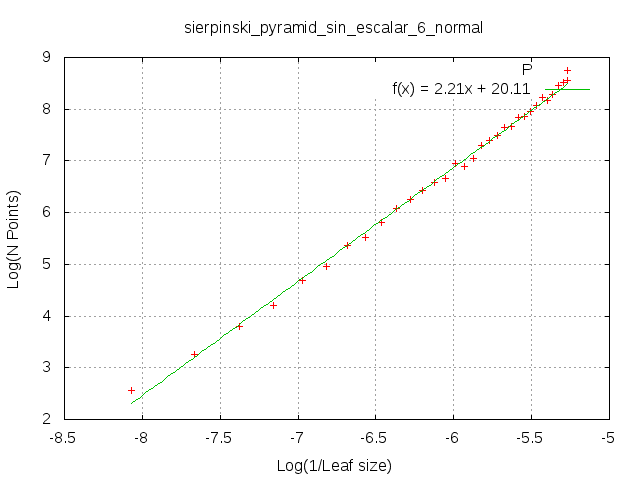 sierpinski_pyramid_sin_escalar_6_normal
9
8
7
6
5
4
3
2
Log(N Points)
P
f(x) = 2.21x + 20.11
-8.5 -8 -7.5 -7 -6.5 -6 -5.5 -5
Log(1/Leaf size)